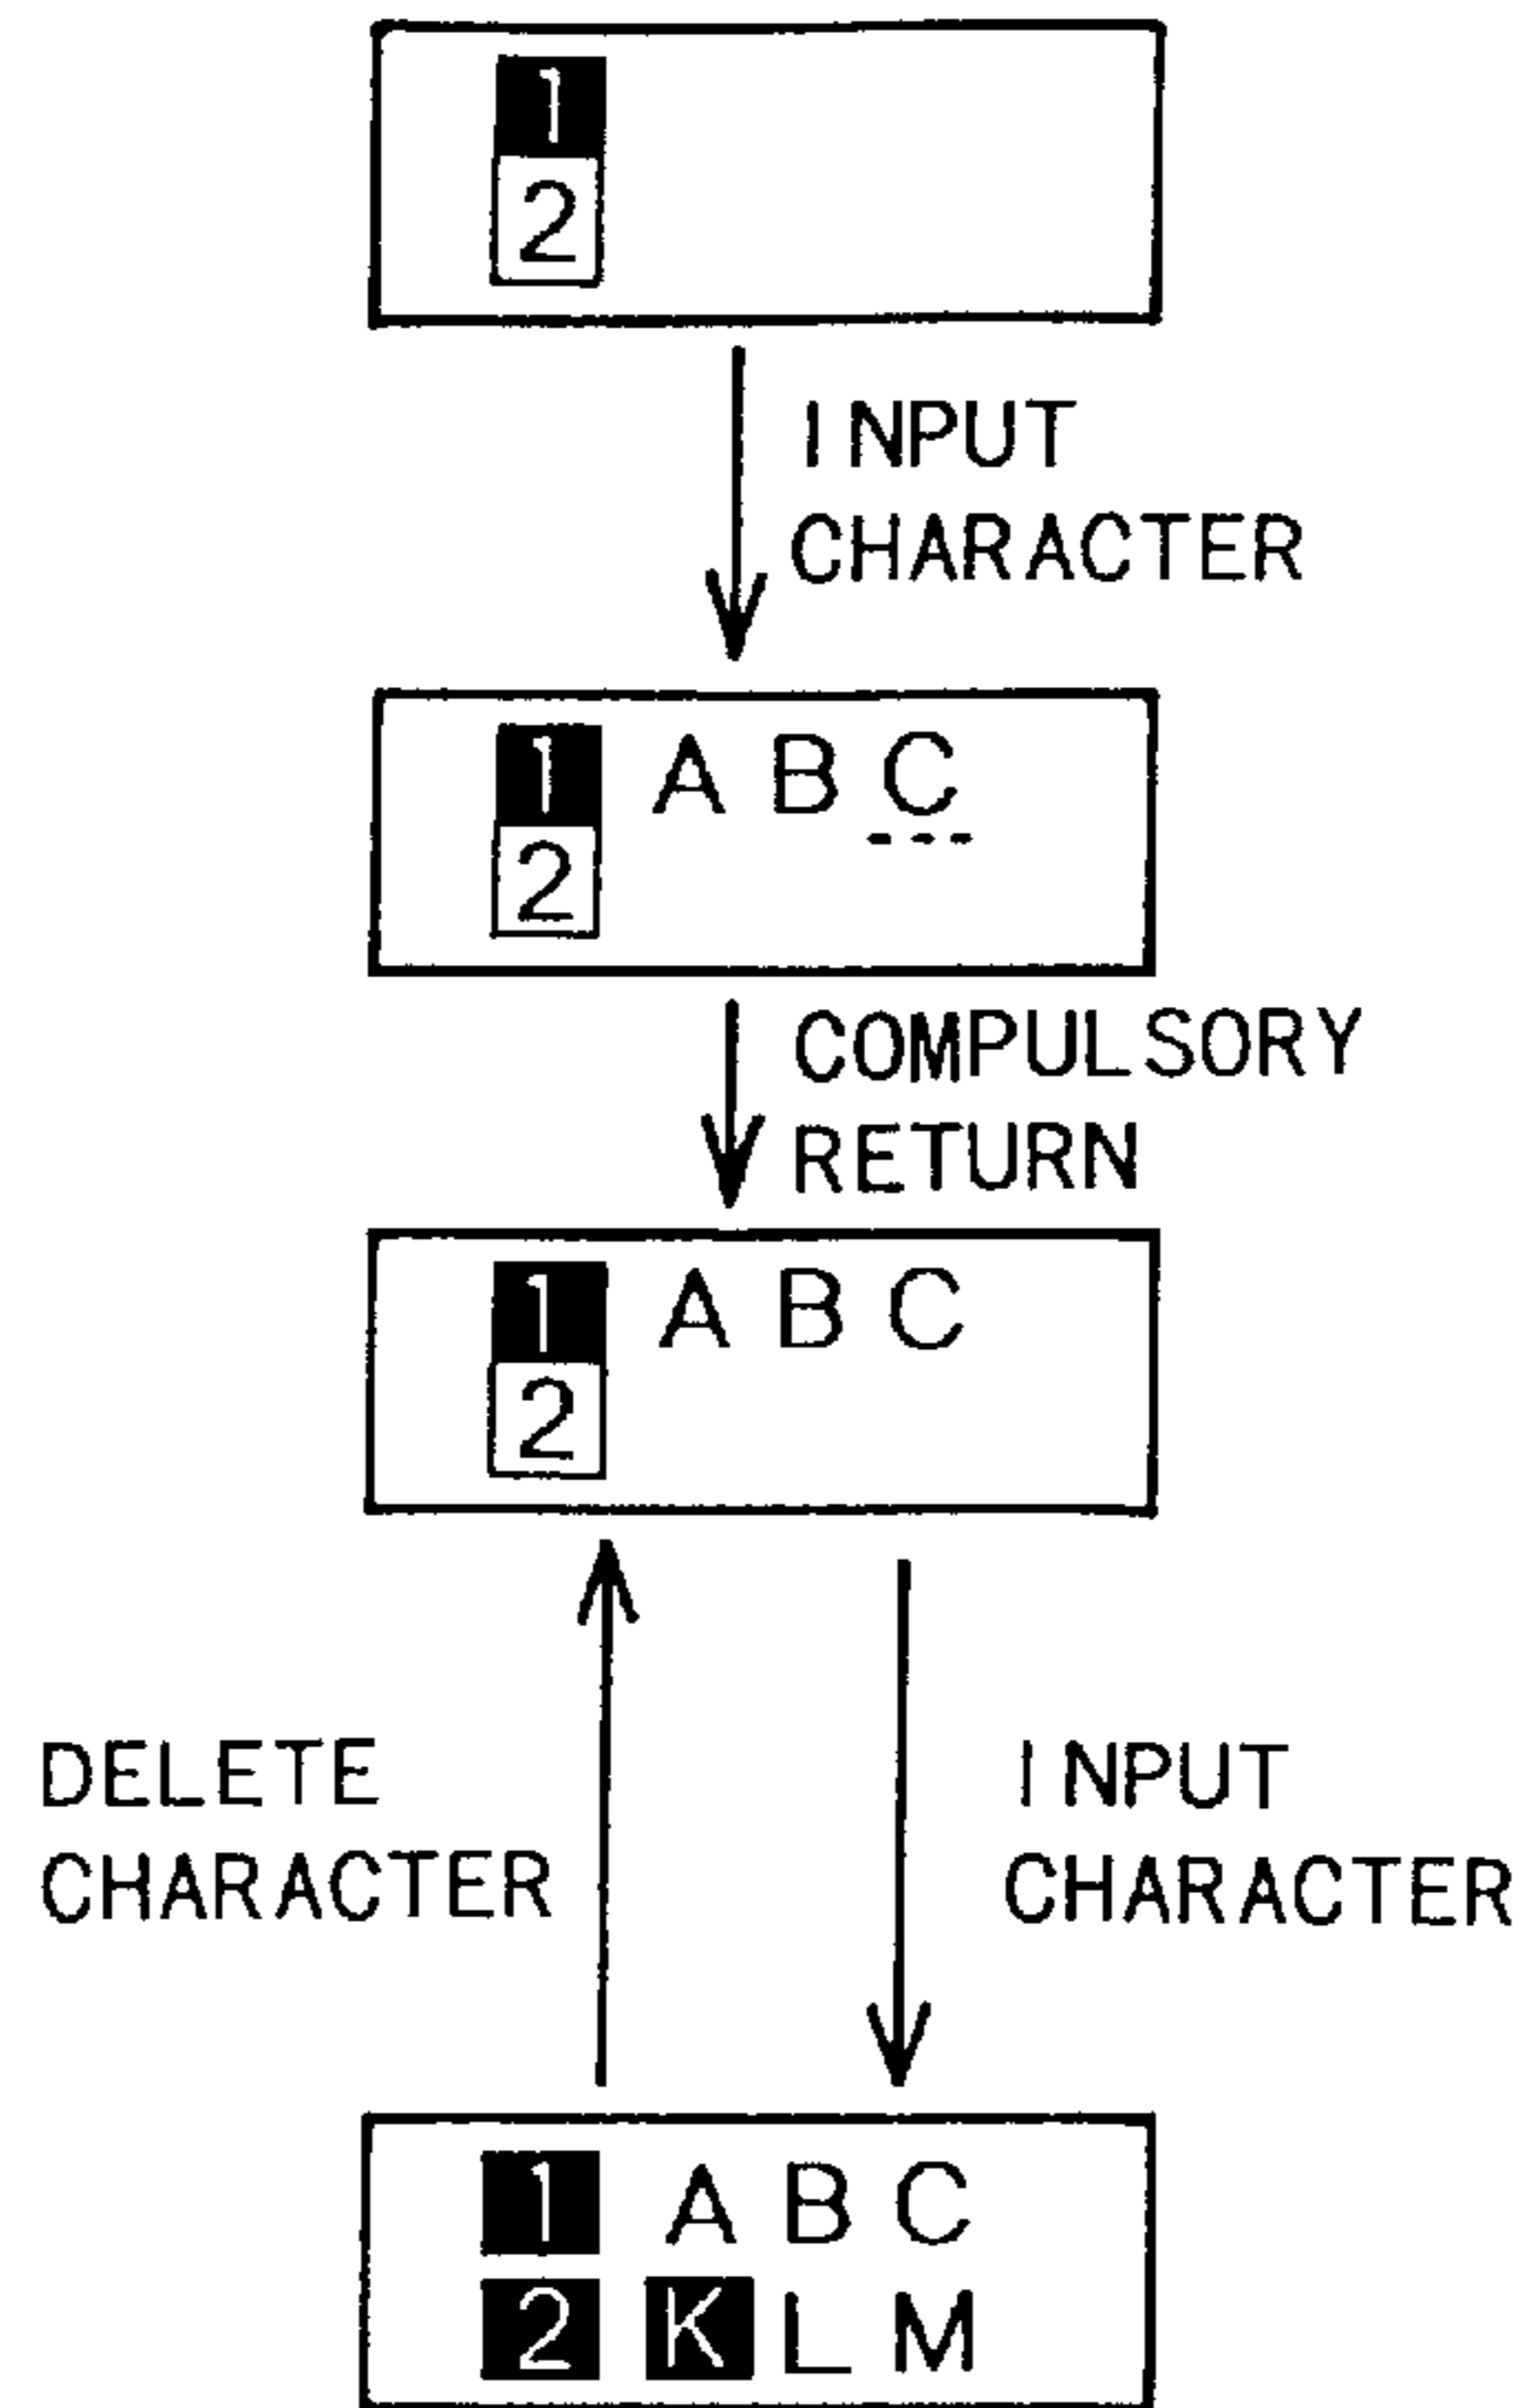 1
2
INPUT
CHARACTER
1 A B C
2
COMPULSORY
RETURN
1 A B C
2
DELETE
CHARACTER
INPUT
CHARACTER
1 A B C
2 K L M